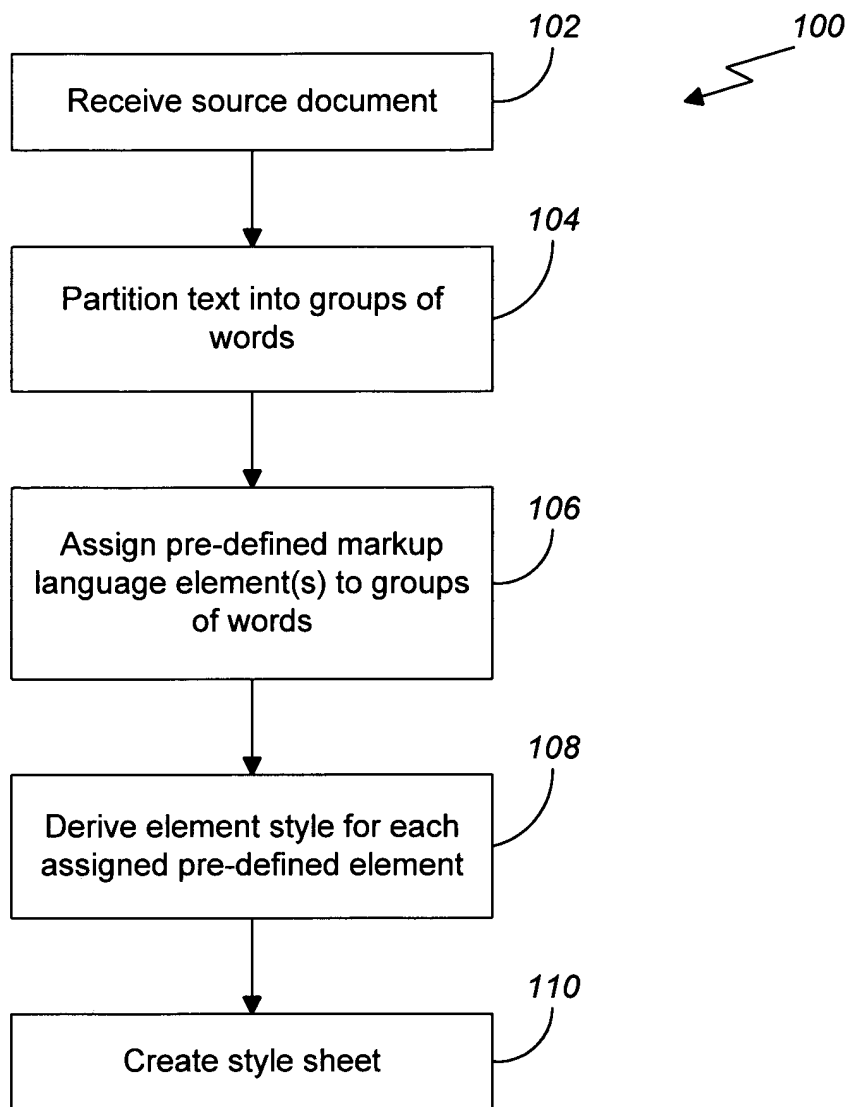 102
100
Receive source document
104
Partition text into groups of
words
106
Assign pre-defined markup
language element(s) to groups
of words
108
Derive element style for each
assigned pre-defined element
110
Create style sheet